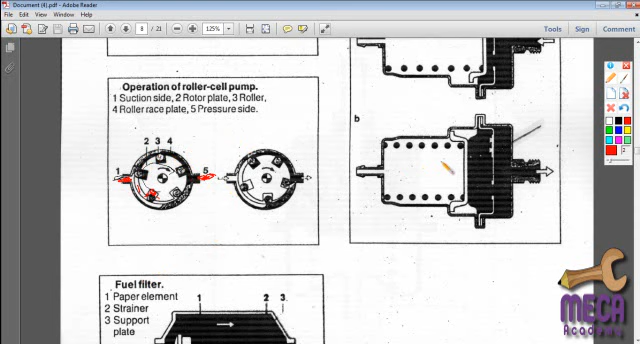 Document (4).pdf - Adobe Reader
File Edit View Window Help
8 / 21
125%
Tools
Sign
Comment
Operation of roller-cell pump.
1 Suction side, 2 Rotor plate, 3 Roller,
4 Roller race plate, 5 Pressure side.
2 3 4
1
5
b
Fuel filter.
1 Paper element
2 Strainer
3 Support
plate
1 2 3
2
MECA
Academy